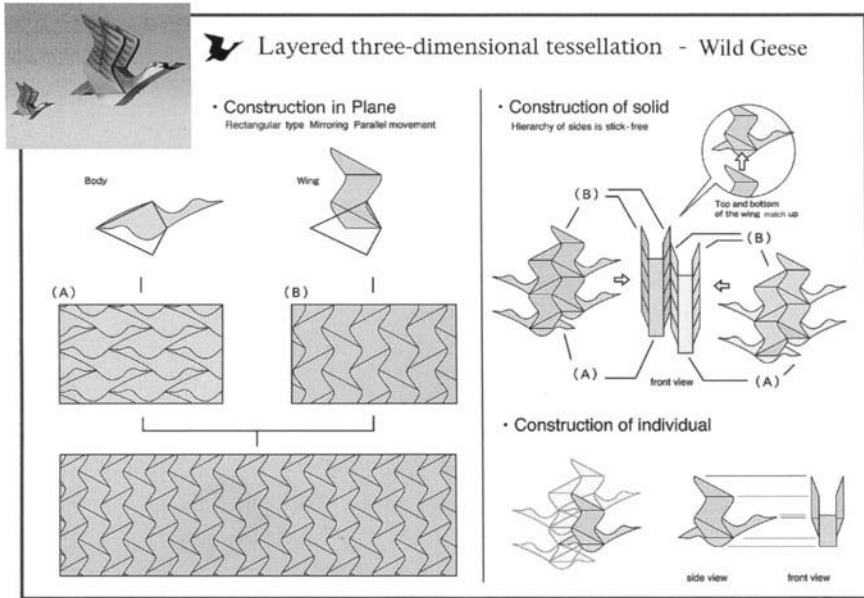 Layered three-dimensional tessellation - Wild Geese
· Construction in Plane
Rectangular type Mirroring Parallel movement
Body
Wing
(A)
(B)
· Construction of solid
Hierarchy of sides is stick-free
Top and bottom
of the wing match up
(B)
(B)
(A)
(A)
front view
· Construction of individual
side view
front view